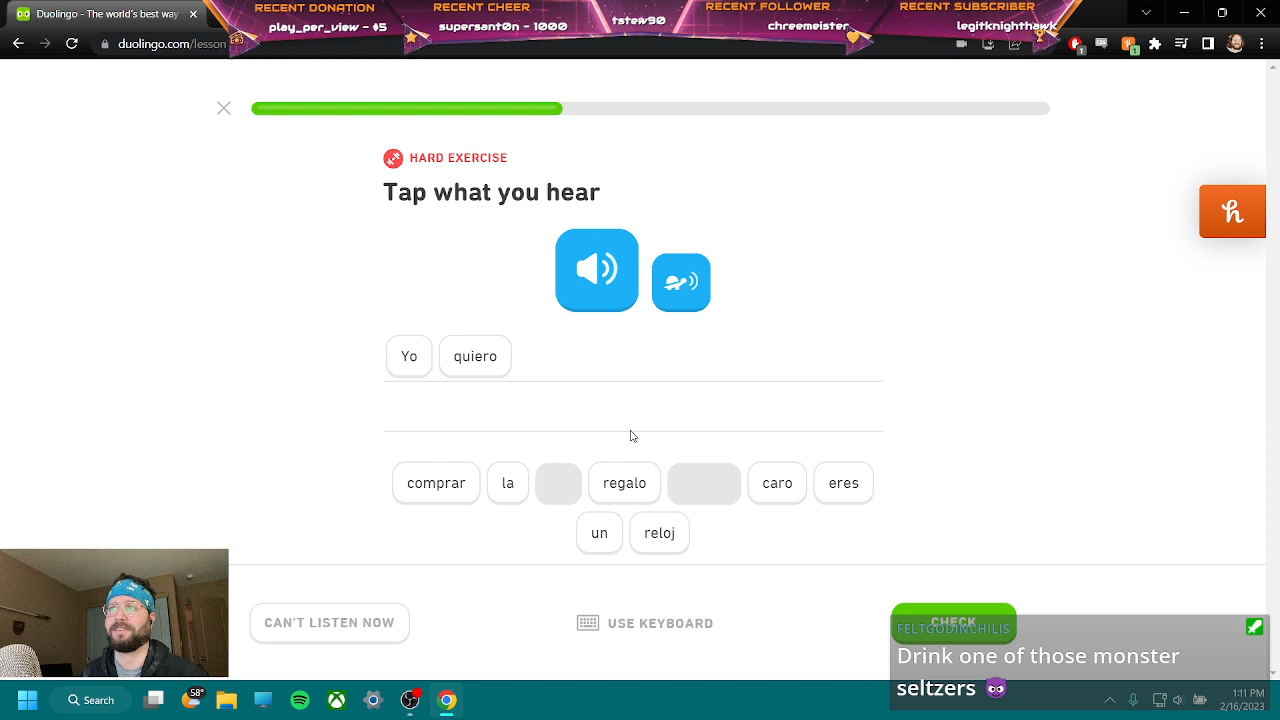 Duolingo - The world's best way
RECENT DONATION
play_per_view - $5
RECENT CHEER
supersant0n - 1000
tstew90
RECENT FOLLOWER
chreemeister
RECENT SUBSCRIBER
legitknighthawk
duolingo.com/lesson
1
1
HARD EXERCISE
Tap what you hear
Yo quiero
comprar la regalo caro eres
un reloj
CAN'T LISTEN NOW
USE KEYBOARD
CHECK
FELTGODINCHILIS
Drink one of those monster
seltzers 😈
Search
58°
1:11 PM
2/16/2023